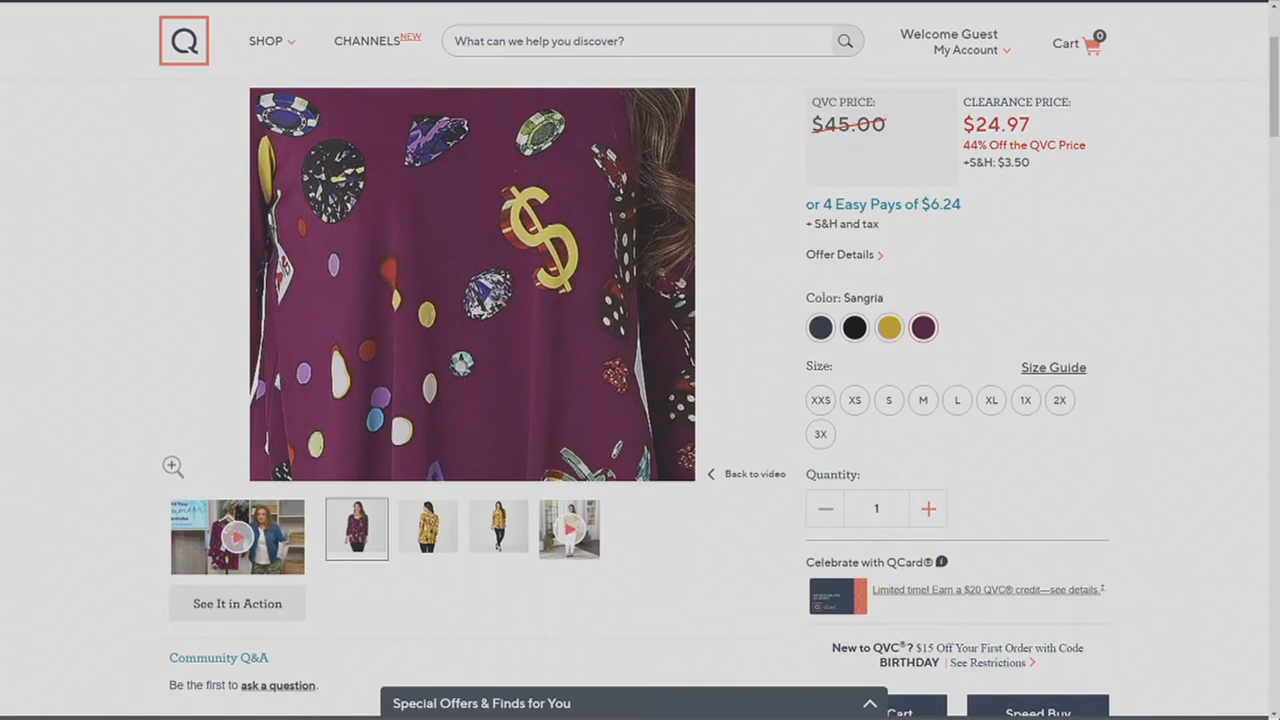 Q
SHOP
CHANNELS NEW
What can we help you discover?
Welcome Guest
My Account
Cart 0
QVC PRICE:
$45.00
CLEARANCE PRICE:
$24.97
44% Off the QVC Price
+S&H: $3.50
or 4 Easy Pays of $6.24
+ S&H and tax
Offer Details
Color: Sangria
Size:
Size Guide
XXS XS S M L XL 1X 2X
3X
Back to video
Quantity:
1
Celebrate with QCard®
Limited time! Earn a $20 QVC® credit—see details.‡
See It in Action
New to QVC®? $15 Off Your First Order with Code
BIRTHDAY | See Restrictions
Community Q&A
Be the first to ask a question.
Special Offers & Finds for You
Cart
Speed Buy